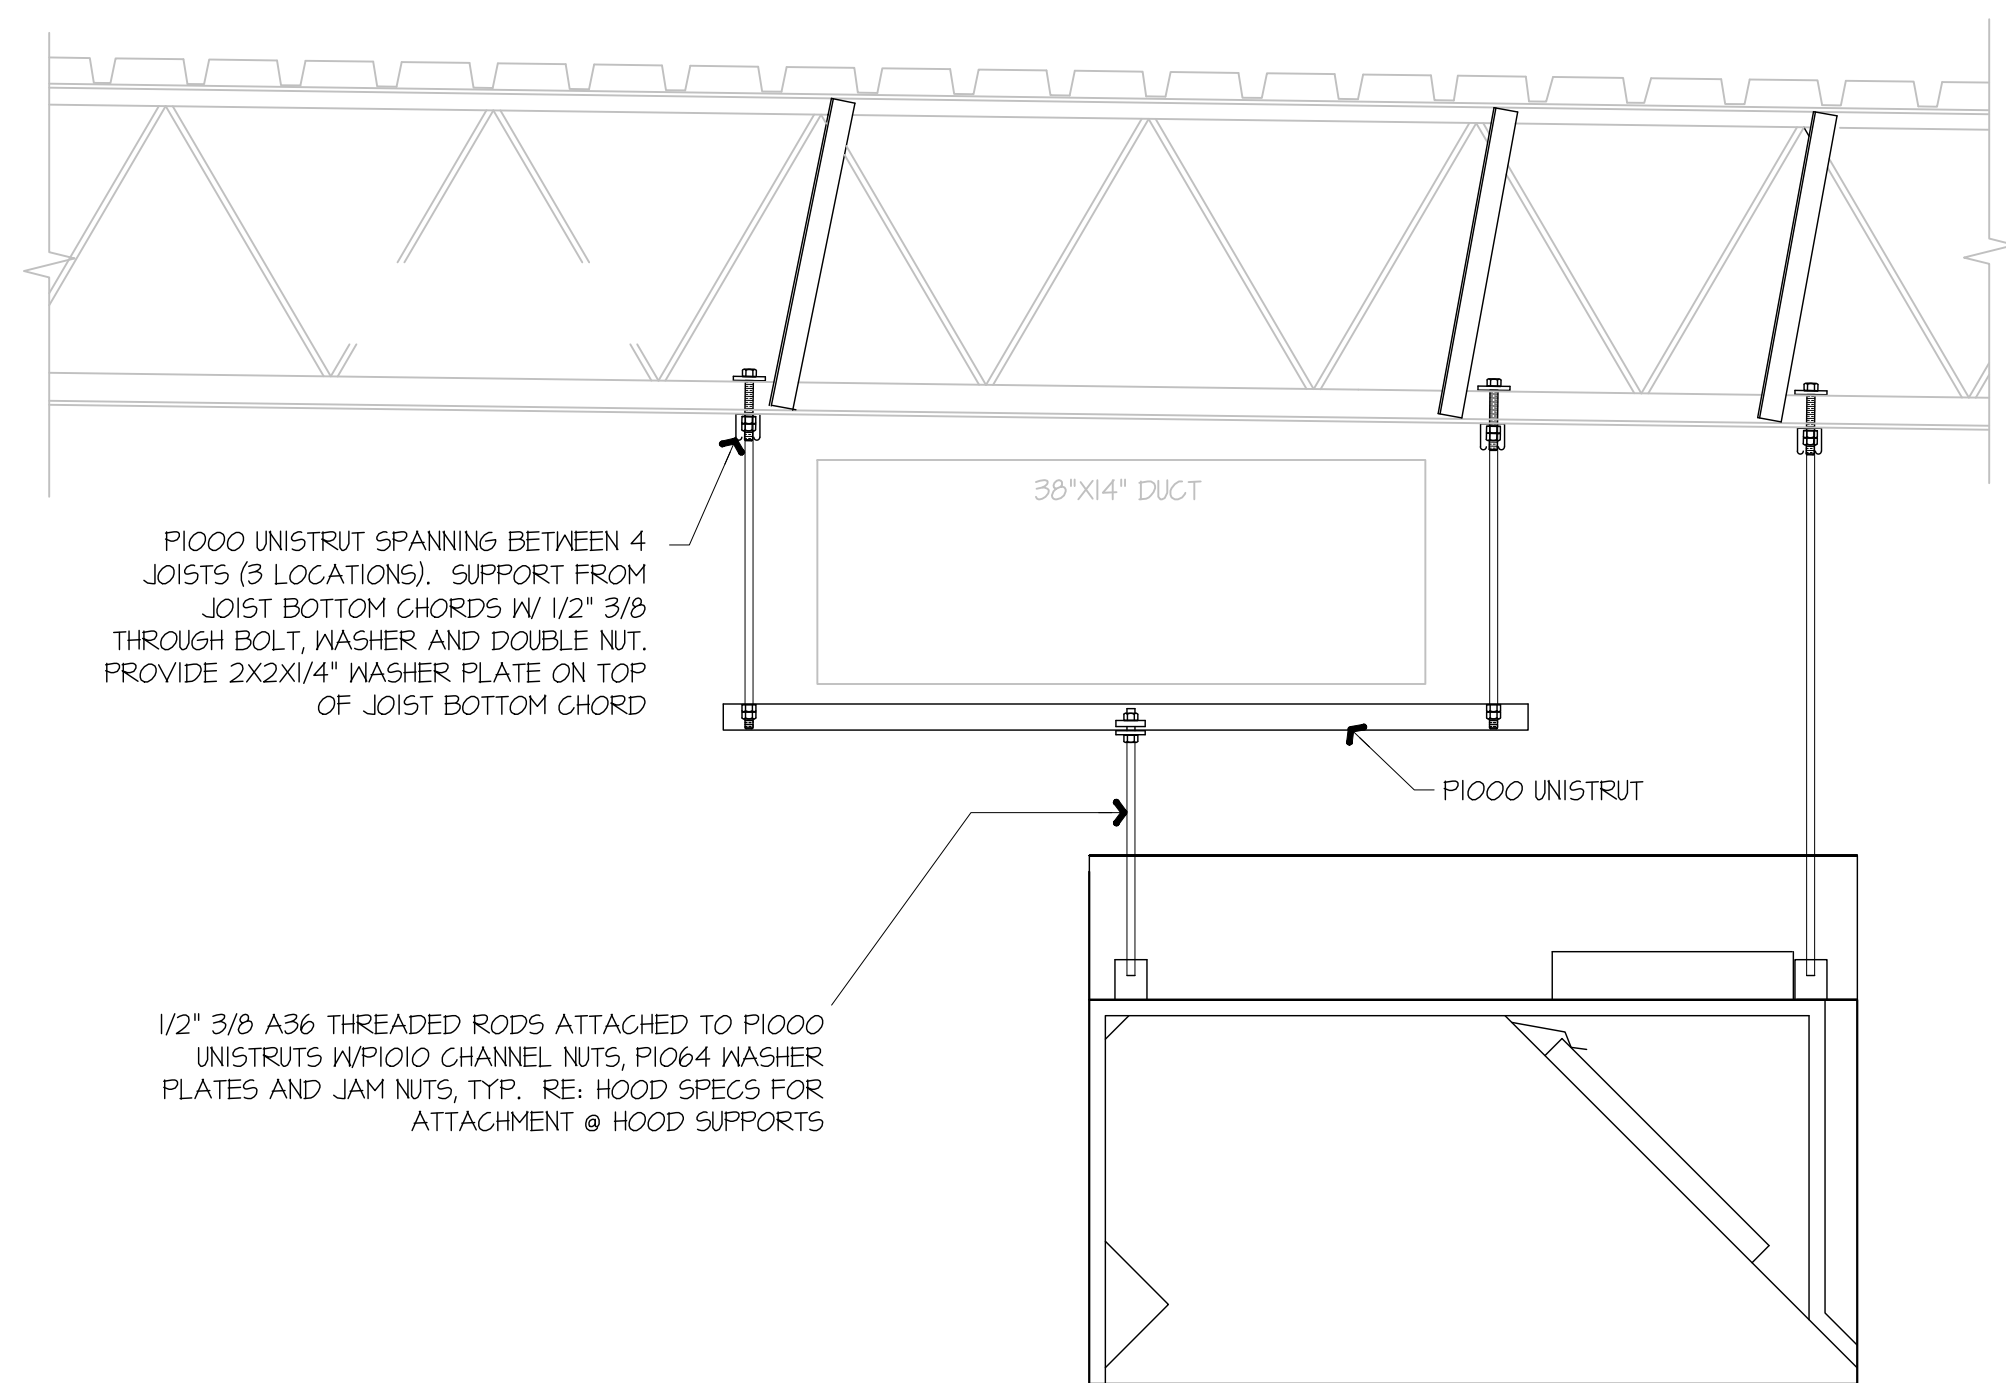 38"X14" DUCT
P1000 UNISTRUT SPANNING BETWEEN 4
JOISTS (3 LOCATIONS).  SUPPORT FROM
JOIST BOTTOM CHORDS W/ 1/2" 3/8
THROUGH BOLT, WASHER AND DOUBLE NUT.
PROVIDE 2X2X1/4" WASHER PLATE ON TOP
OF JOIST BOTTOM CHORD
P1000 UNISTRUT
1/2" 3/8 A36 THREADED RODS ATTACHED TO P1000
UNISTRUTS W/P1010 CHANNEL NUTS, P1064 WASHER
PLATES AND JAM NUTS, TYP.  RE: HOOD SPECS FOR
ATTACHMENT @ HOOD SUPPORTS